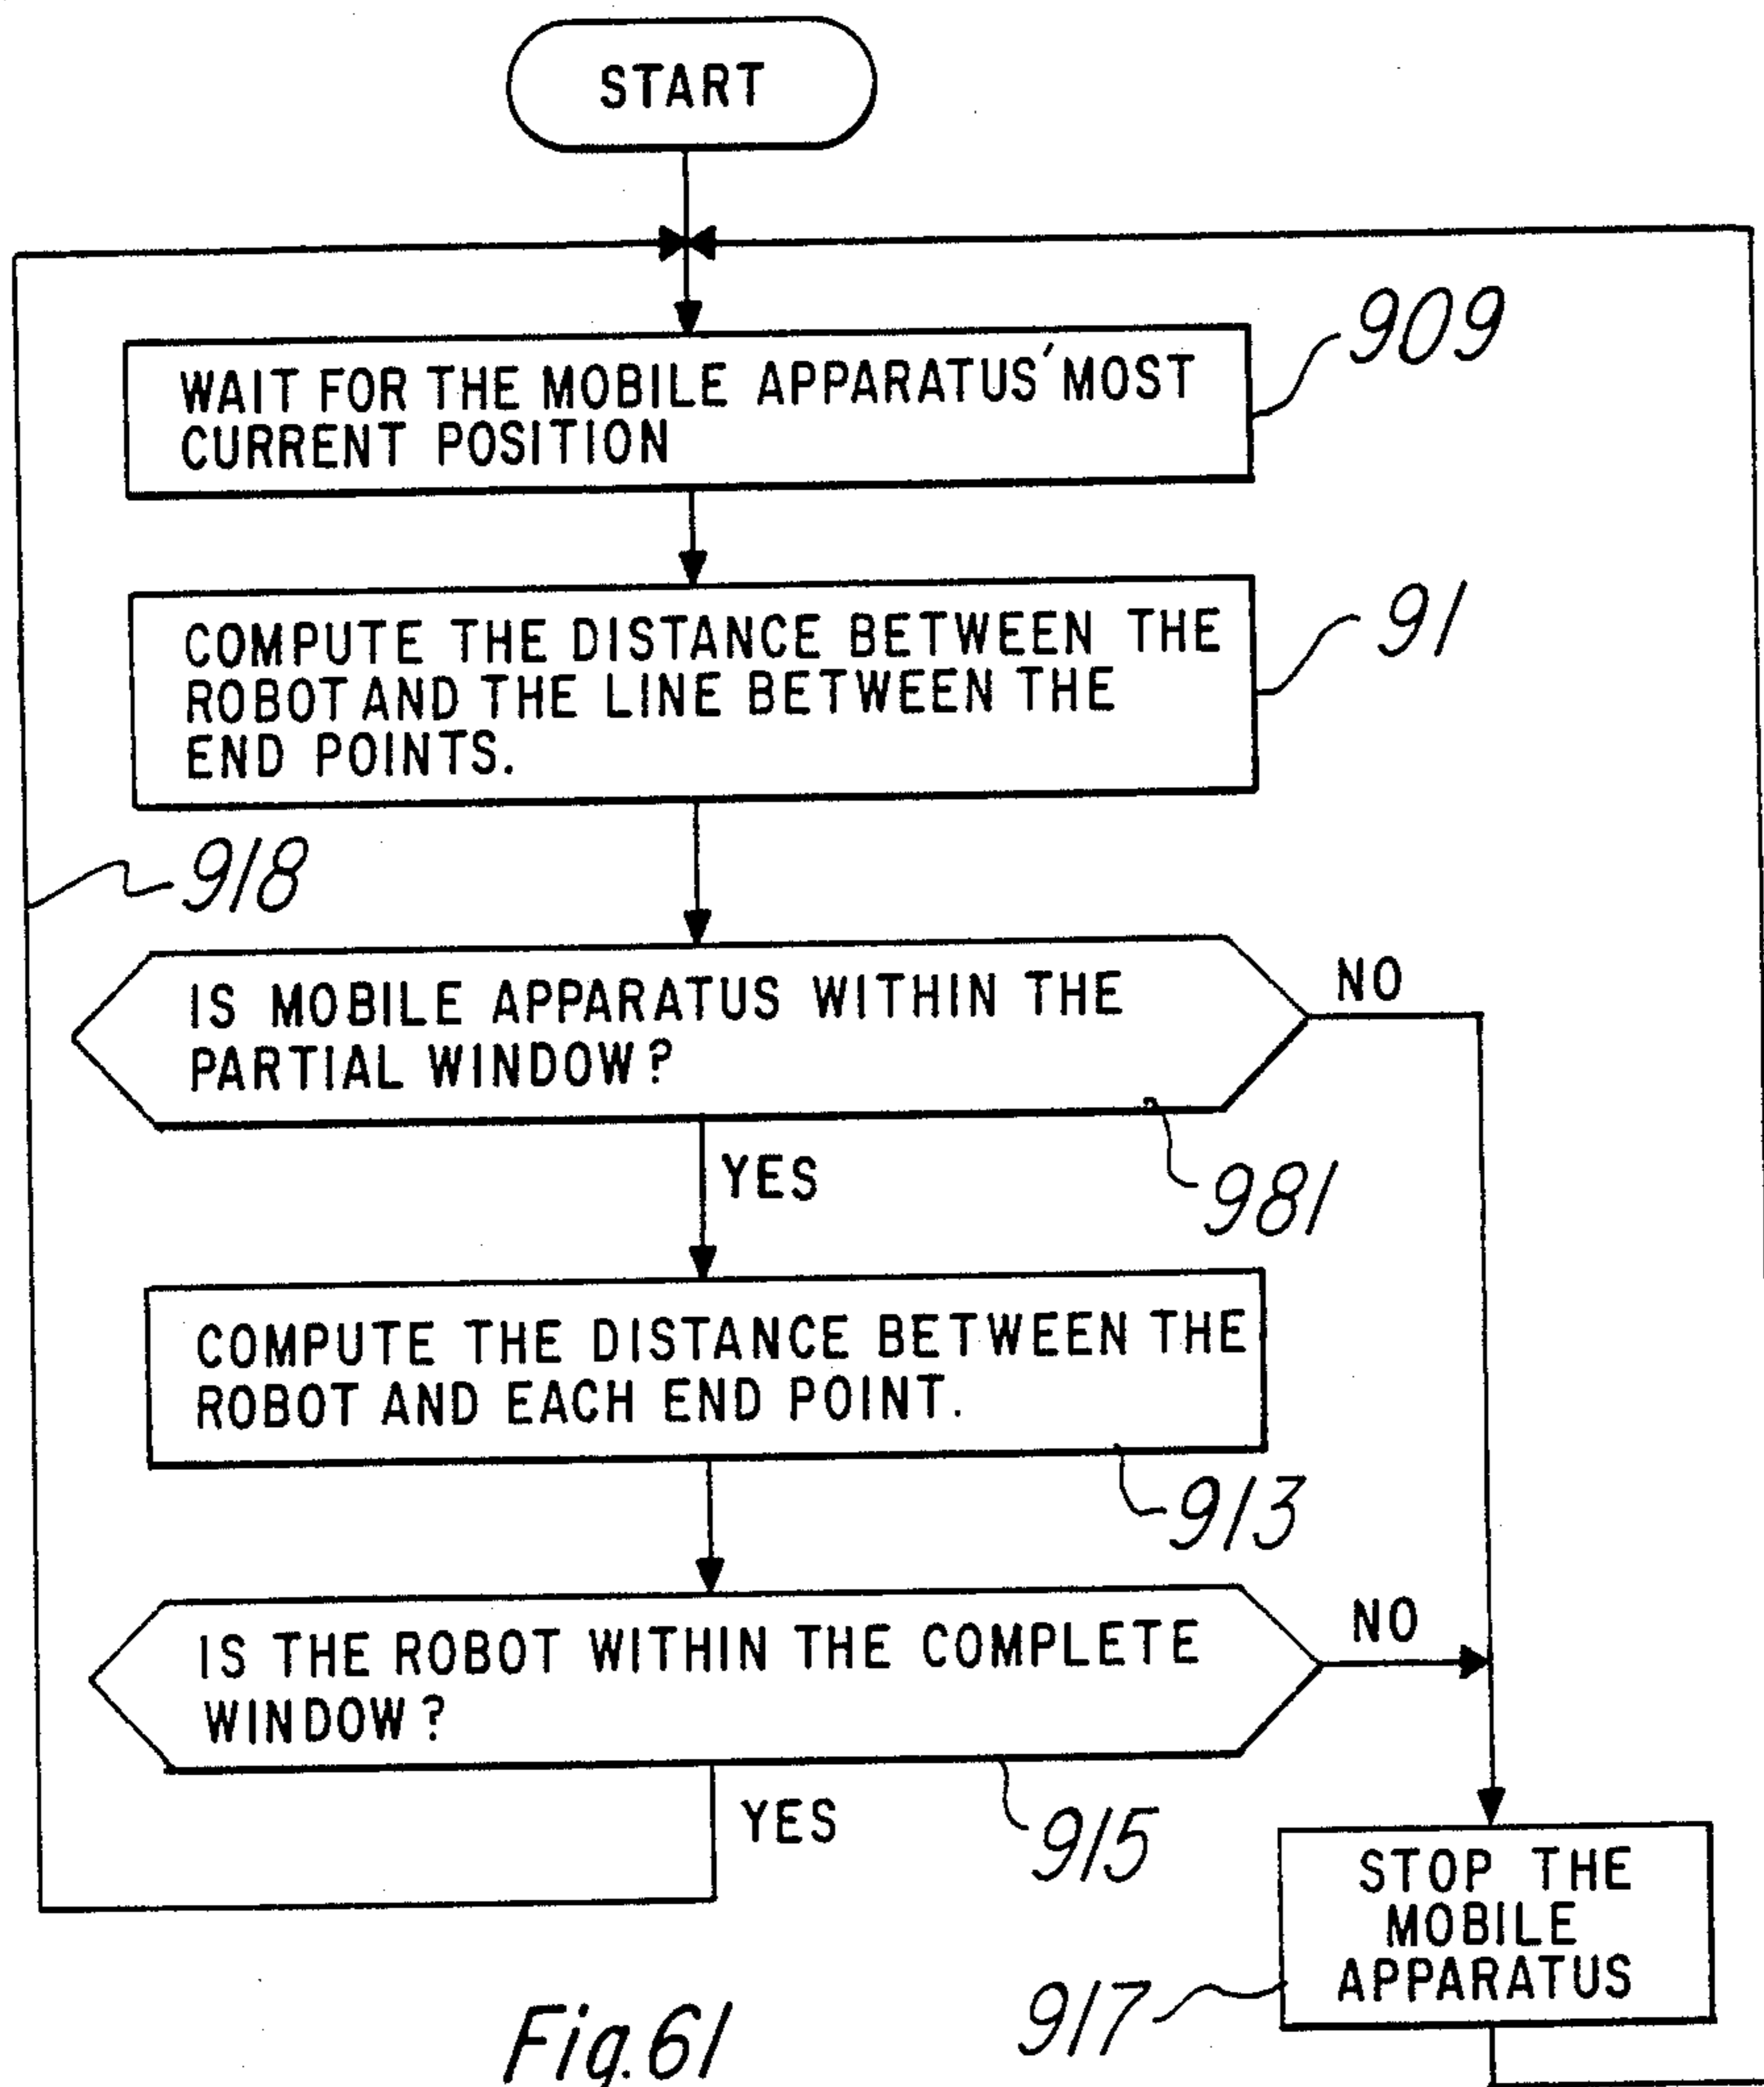 START
WAIT FOR THE MOBILE APPARATUS' MOST
CURRENT POSITION
909
COMPUTE THE DISTANCE BETWEEN THE
ROBOT AND THE LINE BETWEEN THE
END POINTS.
91
918
IS MOBILE APPARATUS WITHIN THE
PARTIAL WINDOW?
NO
YES
981
COMPUTE THE DISTANCE BETWEEN THE
ROBOT AND EACH END POINT.
913
IS THE ROBOT WITHIN THE COMPLETE
WINDOW?
NO
YES
915
STOP THE
MOBILE
APPARATUS
917
Fig. 61